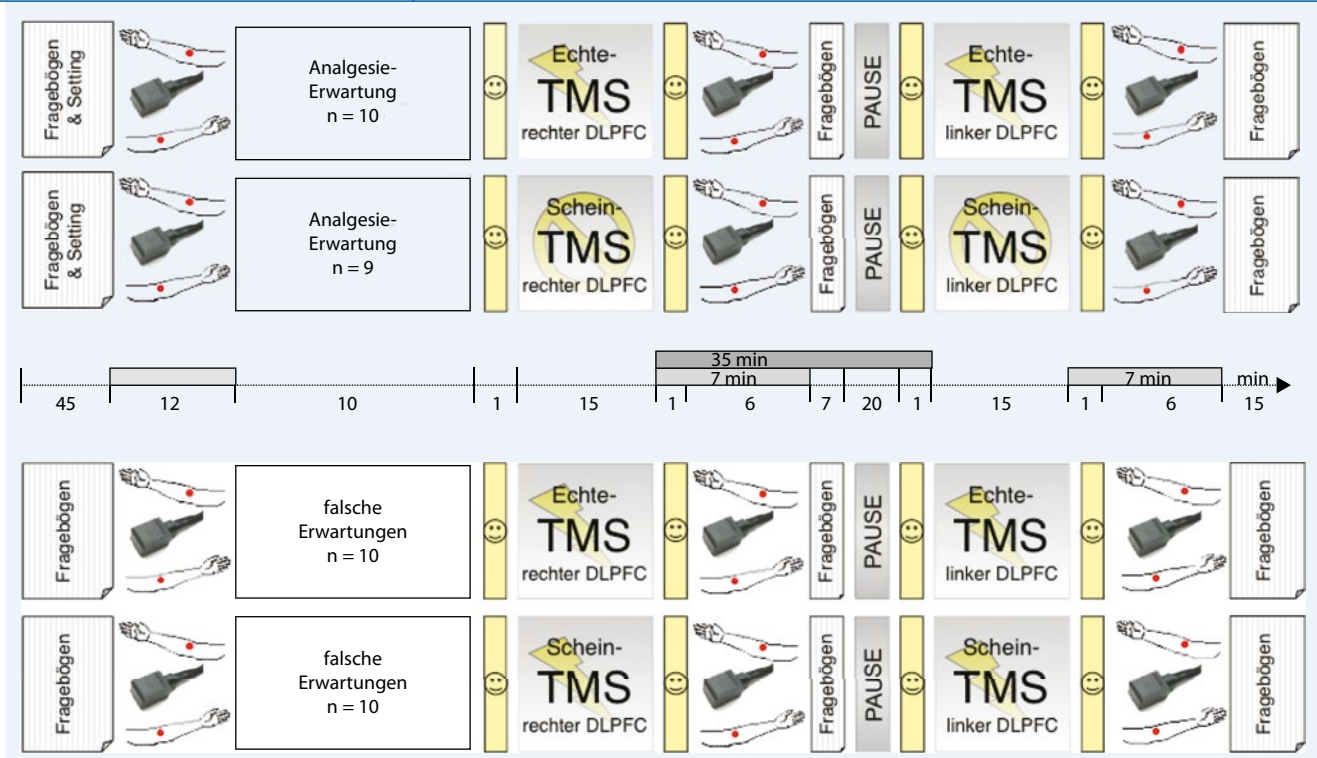 Fragebögen
& Setting
Analgesie-
Erwartung
n = 10
Echte-
TMS
rechter DLPFC
Fragebögen
PAUSE
Echte-
TMS
linker DLPFC
Fragebögen
Fragebögen
& Setting
Analgesie-
Erwartung
n = 9
Schein-
TMS
rechter DLPFC
Fragebögen
PAUSE
Schein-
TMS
linker DLPFC
Fragebögen
35 min
7 min
7 min
min
45 12 10 1 15 1 6 7 20 1 15 1 6 15
Fragebögen
falsche
Erwartungen
n = 10
Echte-
TMS
rechter DLPFC
Fragebögen
PAUSE
Echte-
TMS
linker DLPFC
Fragebögen
Fragebögen
falsche
Erwartungen
n = 10
Schein-
TMS
rechter DLPFC
Fragebögen
PAUSE
Schein-
TMS
linker DLPFC
Fragebögen